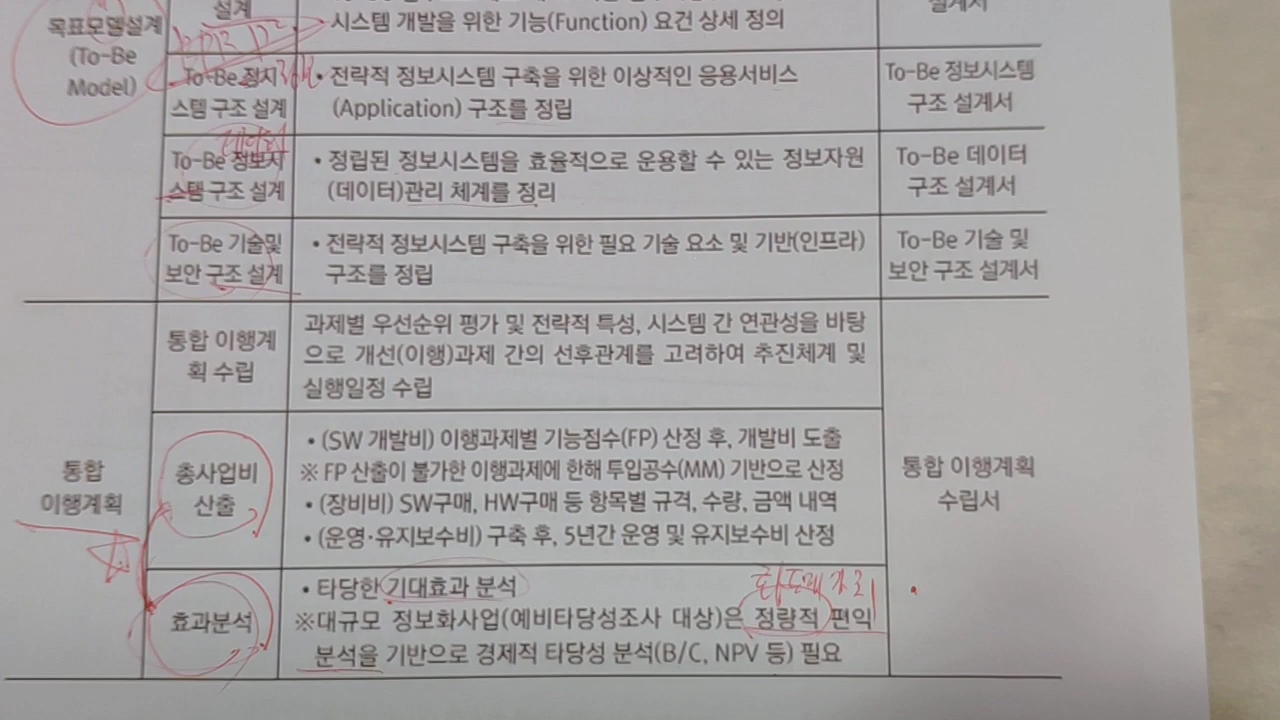 설계
시스템 개발을 위한 기능(Function) 요건 상세 정의
설계서
목표모델설계
(To-Be
Model)
To-Be 정시
스템 구조 설계
• 전략적 정보시스템 구축을 위한 이상적인 응용서비스
(Application) 구조를 정립
To-Be 정보시스템
구조 설계서
To-Be 정보시
스템 구조 설계
• 정립된 정보시스템을 효율적으로 운용할 수 있는 정보자원
(데이터)관리 체계를 정리
To-Be 데이터
구조 설계서
To-Be 기술및
보안 구조 설계
• 전략적 정보시스템 구축을 위한 필요 기술 요소 및 기반(인프라)
구조를 정립
To-Be 기술 및
보안 구조 설계서
통합
이행계획
통합 이행계
획 수립
과제별 우선순위 평가 및 전략적 특성, 시스템 간 연관성을 바탕
으로 개선(이행)과제 간의 선후관계를 고려하여 추진체계 및
실행일정 수립
총사업비
산출
• (SW 개발비) 이행과제별 기능점수(FP) 산정 후, 개발비 도출
※ FP 산출이 불가한 이행과제에 한해 투입공수(MM) 기반으로 산정
• (장비비) SW구매, HW구매 등 항목별 규격, 수량, 금액 내역
• (운영·유지보수비) 구축 후, 5년간 운영 및 유지보수비 산정
통합 이행계획
수립서
효과분석
• 타당한 기대효과 분석
※대규모 정보화사업(예비타당성조사 대상)은 정량적 편익
분석을 기반으로 경제적 타당성 분석(B/C, NPV 등) 필요